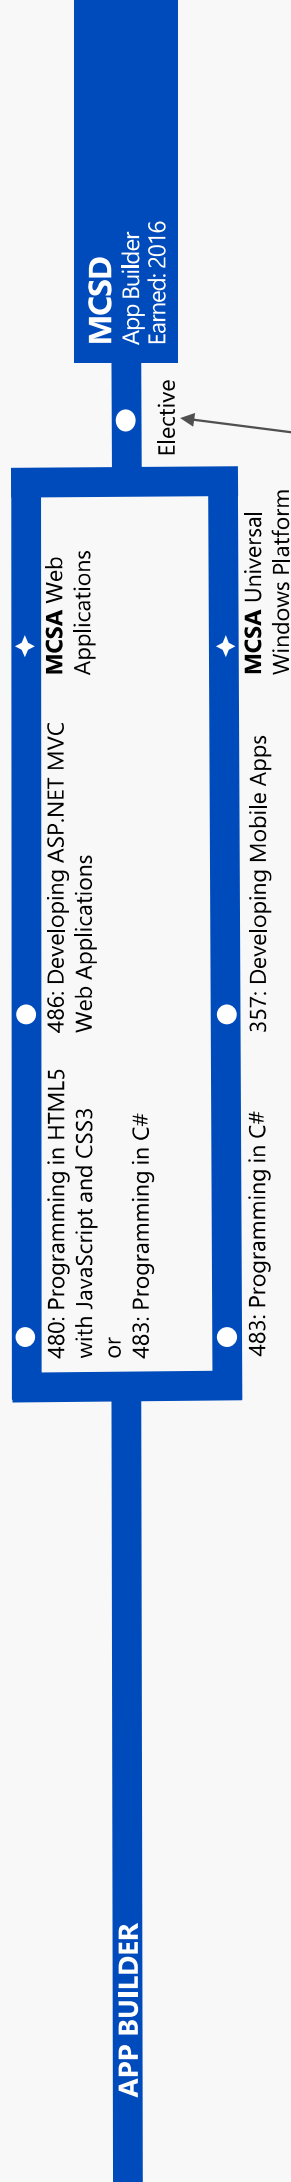 APP BUILDER
480: Programming in HTML5
with JavaScript and CSS3
or
483: Programming in C#
486: Developing ASP.NET MVC
Web Applications
MCSA Web
Applications
483: Programming in C#
357: Developing Mobile Apps
MCSA Universal
Windows Platform
Elective
MCSD
App Builder
Earned: 2016